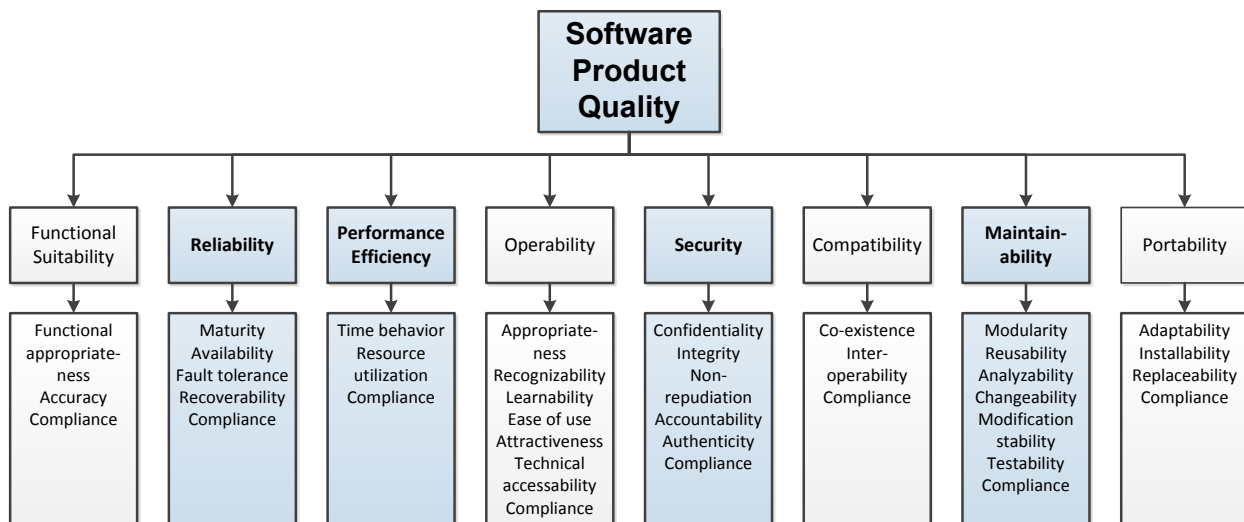 Software
Product
Quality
Functional
Suitability
Reliability
Performance
Efficiency
Operability
Security
Compatibility
Maintain-
ability
Portability
Functional
appropriate-
ness
Accuracy
Compliance
Maturity
Availability
Fault tolerance
Recoverability
Compliance
Time behavior
Resource
utilization
Compliance
Appropriate-
ness
Recognizability
Learnability
Ease of use
Attractiveness
Technical
accessability
Compliance
Confidentiality
Integrity
Non-
repudiation
Accountability
Authenticity
Compliance
Co-existence
Inter-
operability
Compliance
Modularity
Reusability
Analyzability
Changeability
Modification
stability
Testability
Compliance
Adaptability
Installability
Replaceability
Compliance